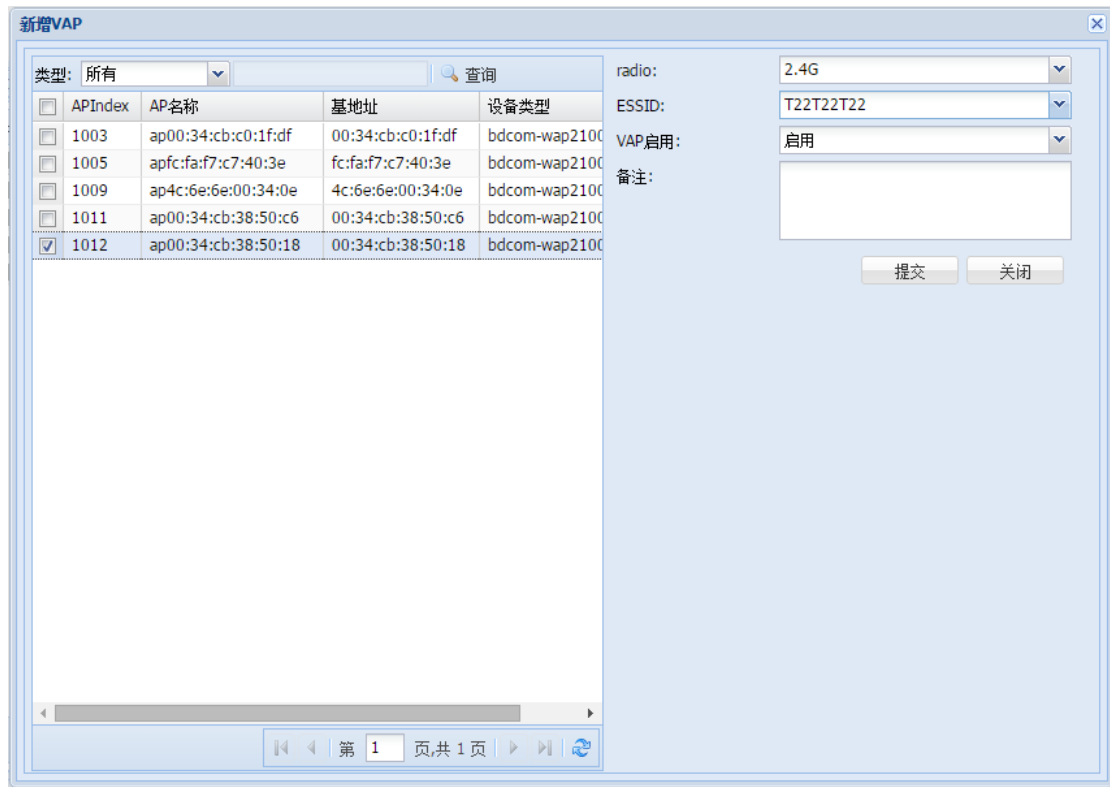 新增VAP
类型: 所有 查询
APIndex AP名称 基地址 设备类型
1003 ap00:34:cb:c0:1f:df 00:34:cb:c0:1f:df bdcom-wap2100
1005 apfc:fa:f7:c7:40:3e fc:fa:f7:c7:40:3e bdcom-wap2100
1009 ap4c:6e:6e:00:34:0e 4c:6e:6e:00:34:0e bdcom-wap2100
1011 ap00:34:cb:38:50:c6 00:34:cb:38:50:c6 bdcom-wap2100
1012 ap00:34:cb:38:50:18 00:34:cb:38:50:18 bdcom-wap2100
第 1 页,共 1 页
radio: 2.4G
ESSID: T22T22T22
VAP启用: 启用
备注:
提交 关闭